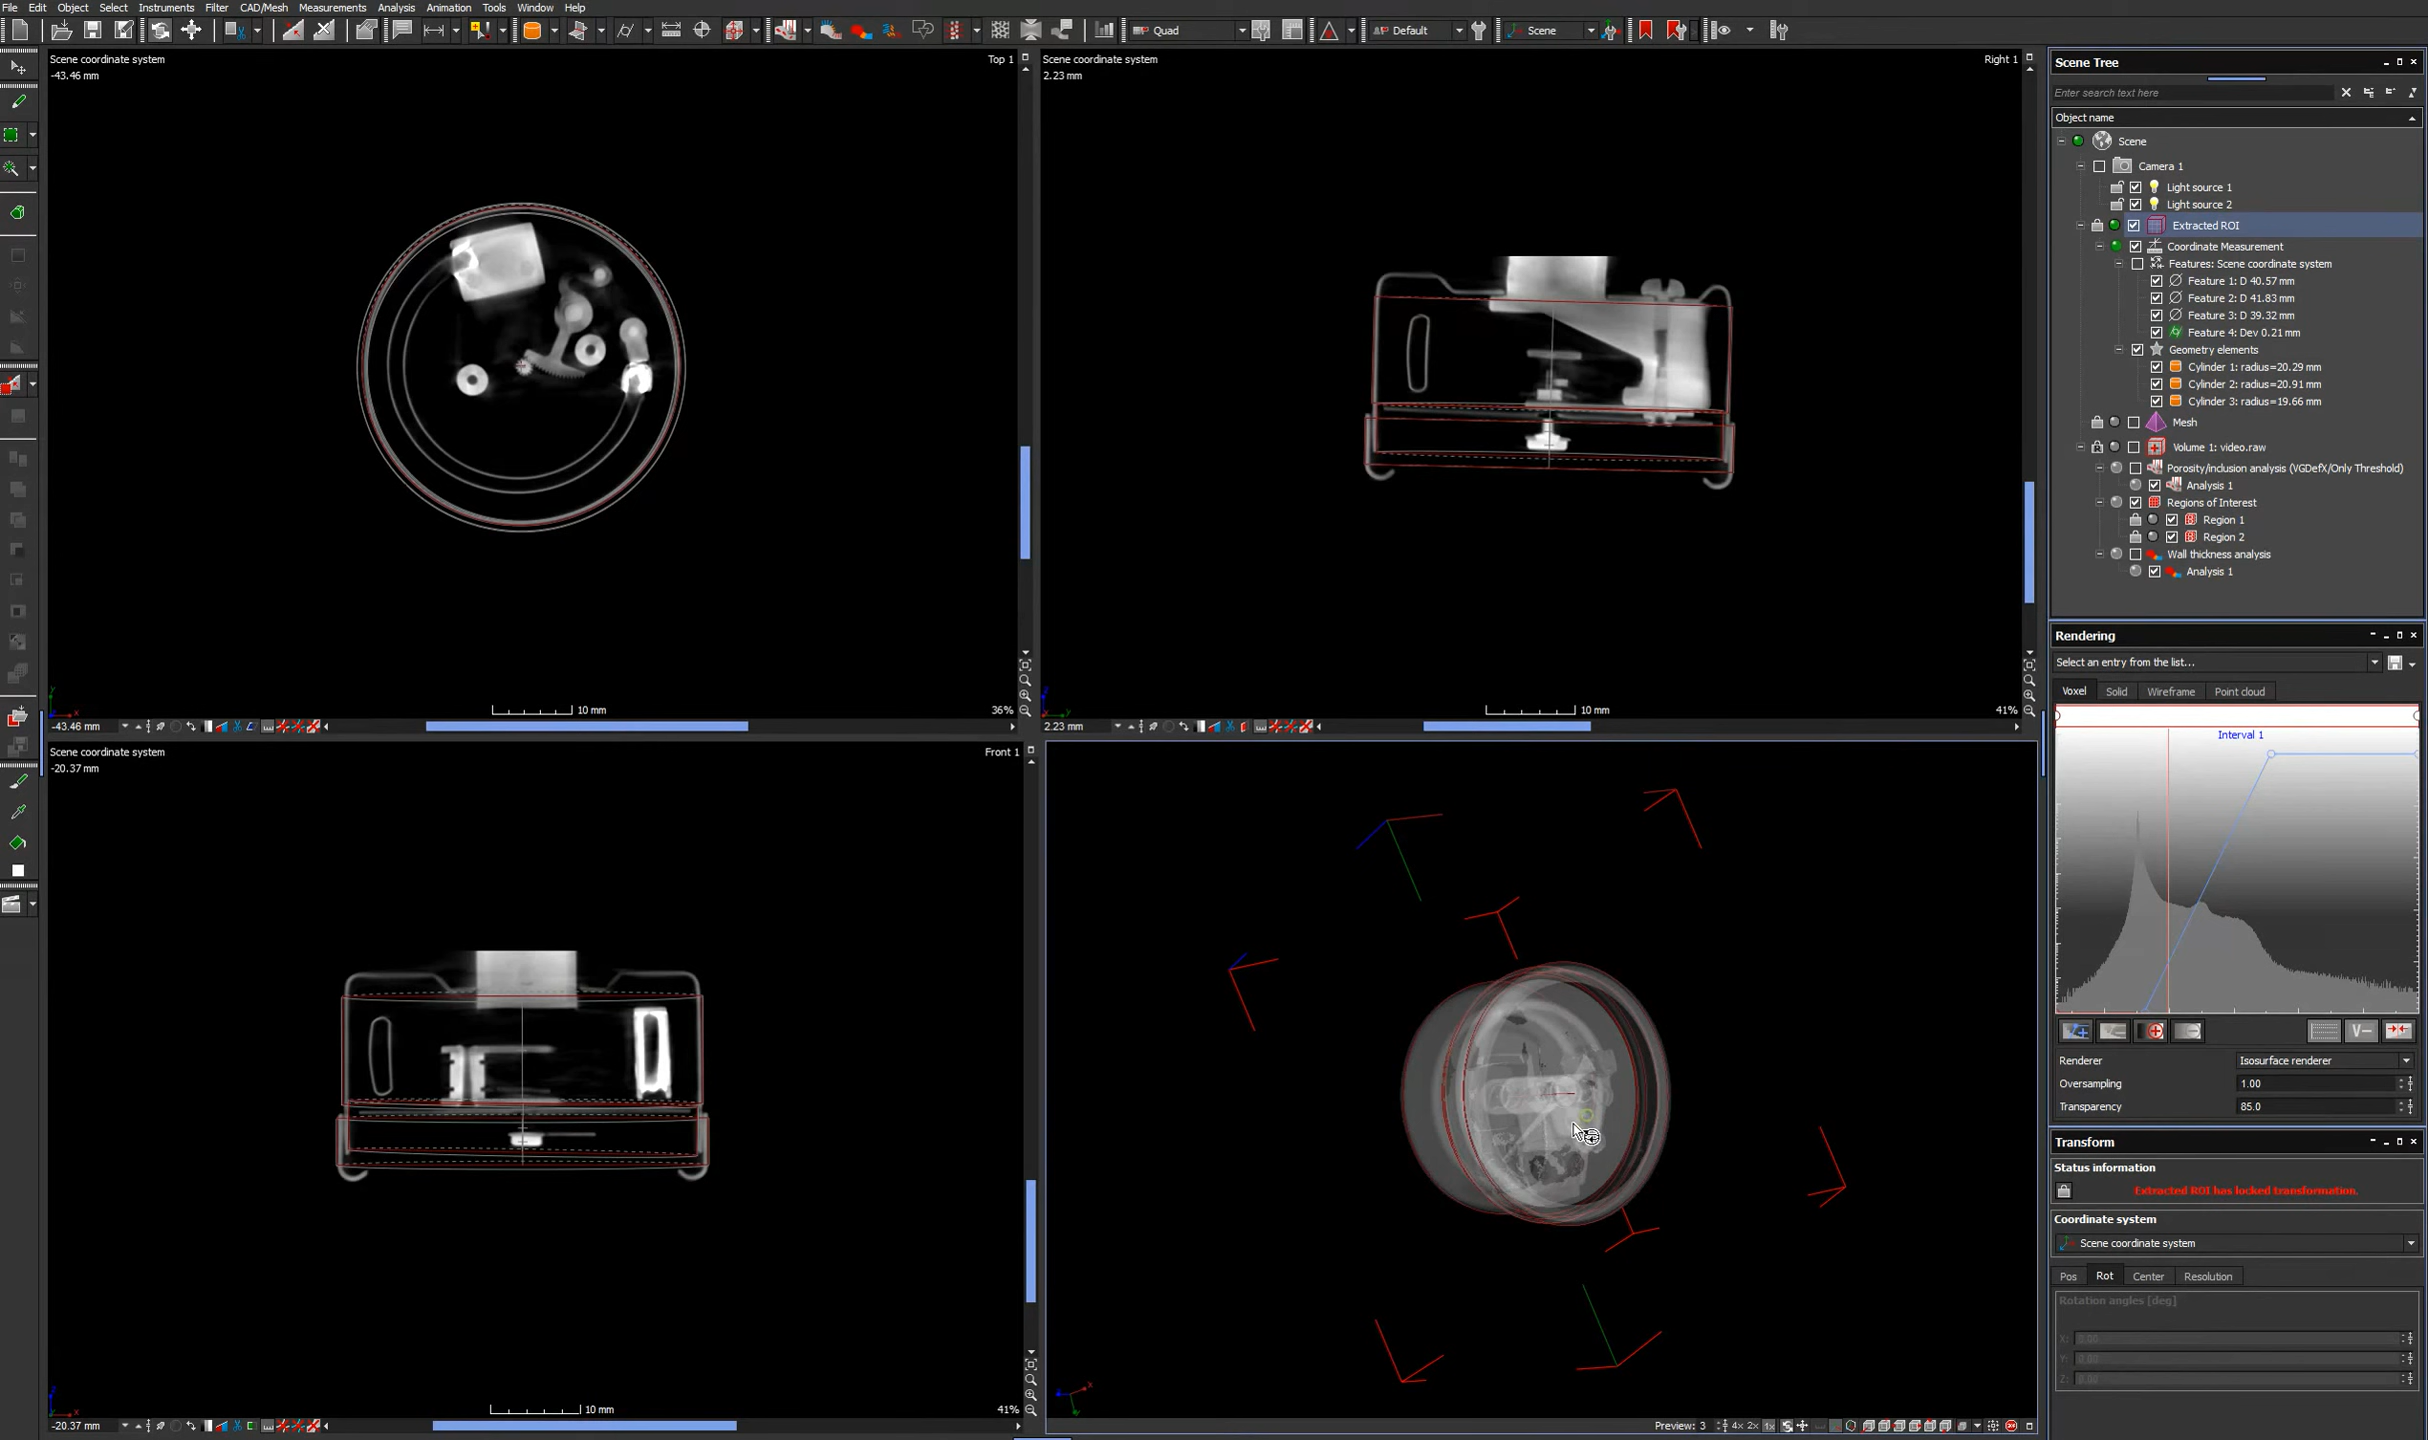 File Edit Object Select Instruments Filter CAD/Mesh Measurements Analysis Animation Tools Window Help
Quad
Default
Scene
Scene coordinate system
-43.46 mm
Top 1
10 mm
36%
-43.46 mm
Scene coordinate system
2.23 mm
Right 1
10 mm
41%
2.23 mm
Scene coordinate system
-20.37 mm
Front 1
10 mm
41%
-20.37 mm
Preview: 3
4x 2x 1x
Scene Tree
Enter search text here
Object name
Scene
Camera 1
Light source 1
Light source 2
Extracted ROI
Coordinate Measurement
Features: Scene coordinate system
Feature 1: D 40.57 mm
Feature 2: D 41.83 mm
Feature 3: D 39.32 mm
Feature 4: Dev 0.21 mm
Geometry elements
Cylinder 1: radius=20.29 mm
Cylinder 2: radius=20.91 mm
Cylinder 3: radius=19.66 mm
Mesh
Volume 1: video.raw
Porosity/inclusion analysis (VGDefX/Only Threshold)
Analysis 1
Regions of Interest
Region 1
Region 2
Wall thickness analysis
Analysis 1
Rendering
Select an entry from the list...
Voxel Solid Wireframe Point cloud
Interval 1
Renderer Isosurface renderer
Oversampling 1.00
Transparency 85.0
Transform
Status information
Extracted ROI has locked transformation.
Coordinate system
Scene coordinate system
Pos Rot Center Resolution
Rotation angles [deg]
X: 0.00
Y: 0.00
Z: 0.00